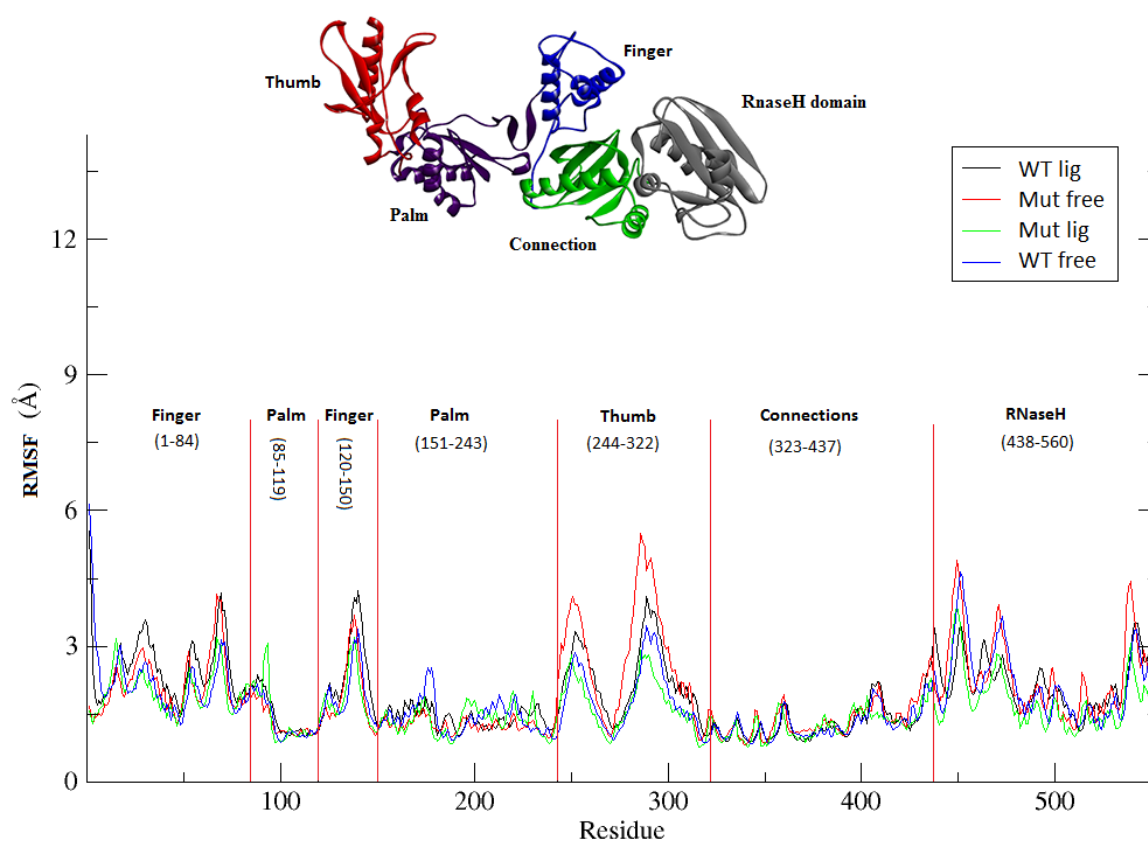 Finger
Thumb
RnaseH domain
Palm
Connection
WT lig
Mut free
Mut lig
WT free
12
9
6
3
0
RMSF (Å)
Finger
(1-84)
Palm
(85-119)
Finger
(120-150)
Palm
(151-243)
Thumb
(244-322)
Connections
(323-437)
RNaseH
(438-560)
100
200
300
400
500
Residue